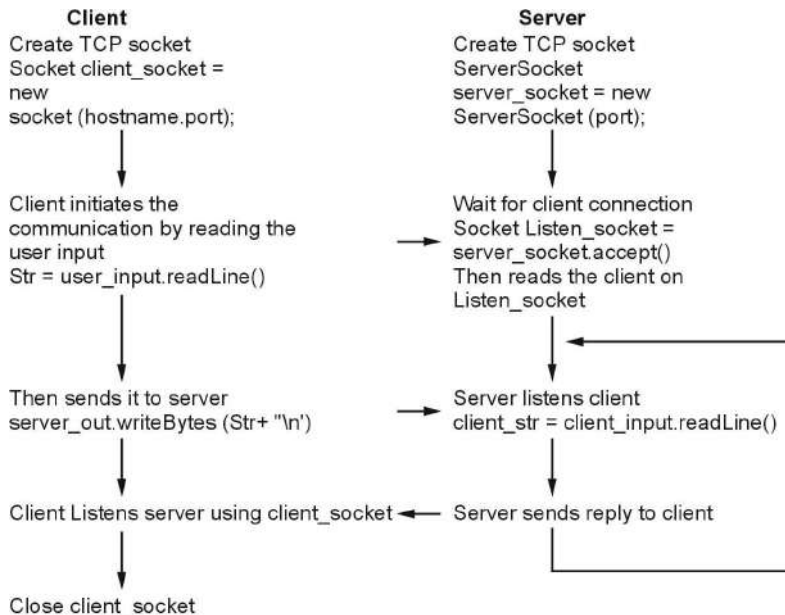 Client
Create TCP socket
Socket client_socket =
new
socket (hostname.port);
Client initiates the
communication by reading the
user input
Str = user_input.readLine()
Then sends it to server
server_out.writeBytes (Str+ "\n')
Client Listens server using client_socket
Close client_socket
Server
Create TCP socket
ServerSocket
server_socket = new
ServerSocket (port);
Wait for client connection
Socket Listen_socket =
server_socket.accept()
Then reads the client on
Listen_socket
Server listens client
client_str = client_input.readLine()
Server sends reply to client